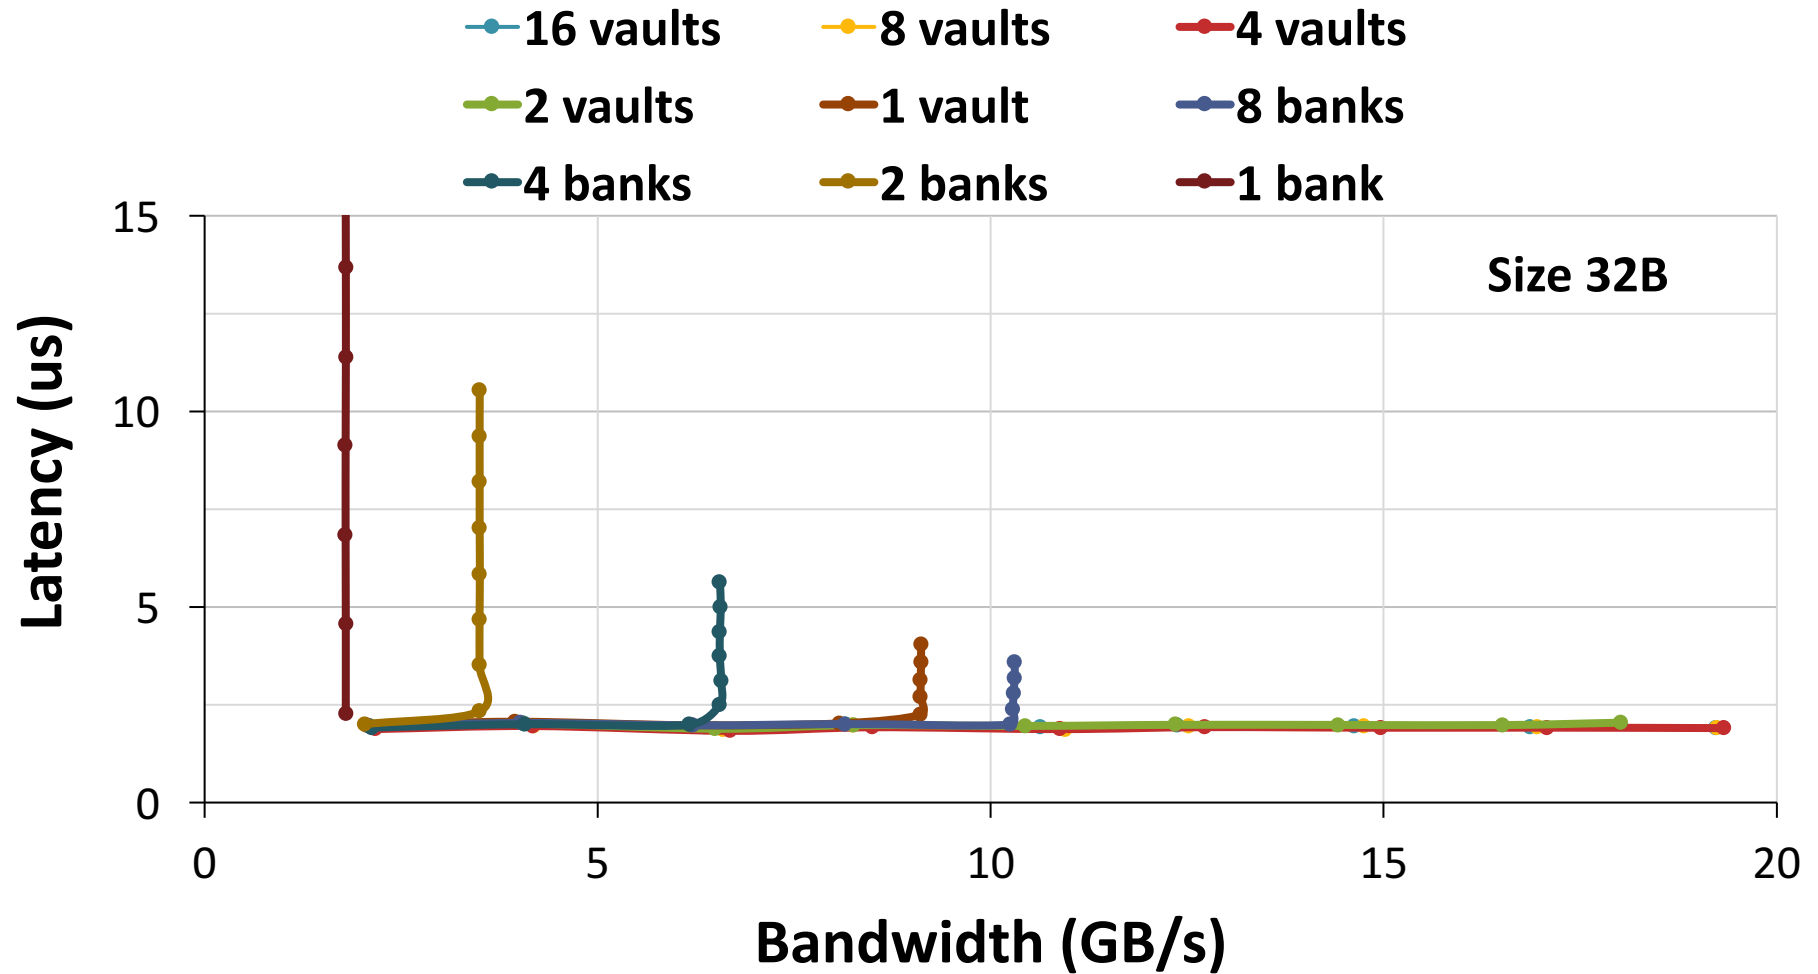 16 vaults 8 vaults 4 vaults
2 vaults 1 vault 8 banks
4 banks 2 banks 1 bank
15
Size 32B
10
5
0
Latency (us)
0 5 10 15 20
Bandwidth (GB/s)